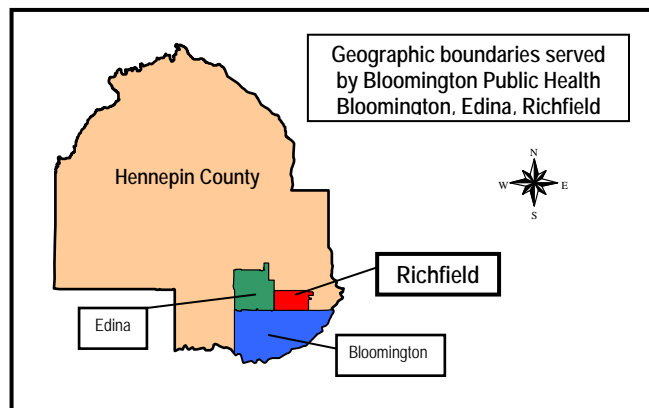 Geographic boundaries served
by Bloomington Public Health
Bloomington, Edina, Richfield
Hennepin County
N
W E
S
Richfield
Edina
Bloomington